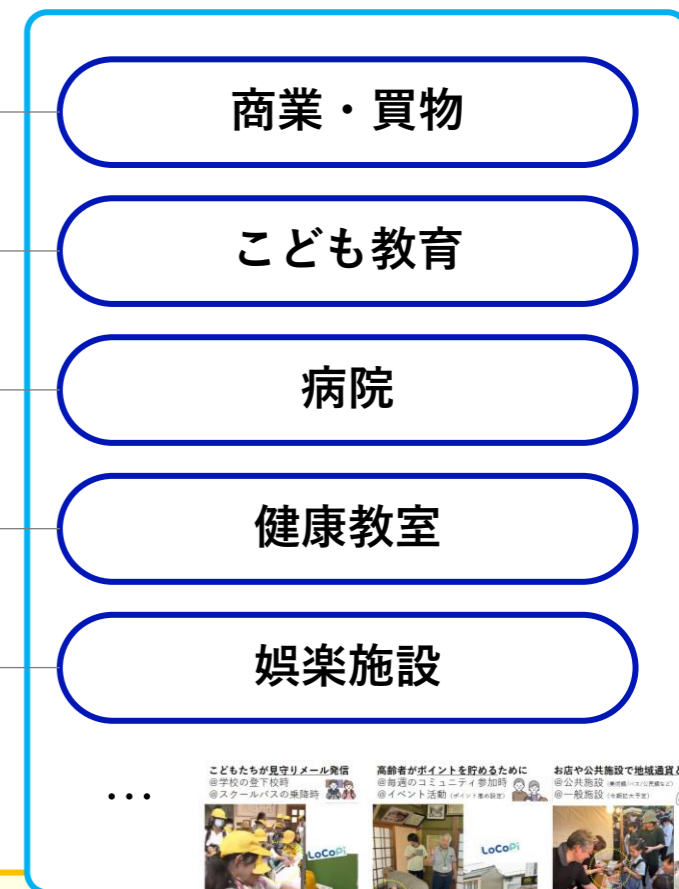 商業・買物
こども教育
病院
健康教室
娯楽施設
...
こどもたちが見守りメール発信
@学校の登下校時
@スクールバスの乗降時
高齢者がポイントを貯めるために
@毎週のコミュニティ参加時
@イベント活動
お店や公共施設で地域通貨
@公共施設
@一般施設
LoCoPi
LoCoPi